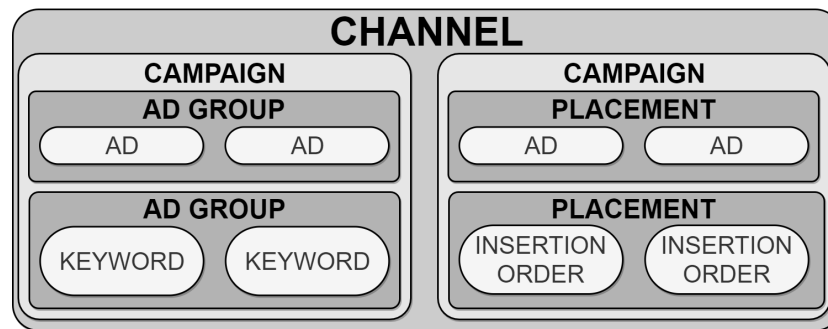 CHANNEL
CAMPAIGN
AD GROUP
AD
AD
AD GROUP
KEYWORD
KEYWORD
CAMPAIGN
PLACEMENT
AD
AD
PLACEMENT
INSERTION
ORDER
INSERTION
ORDER